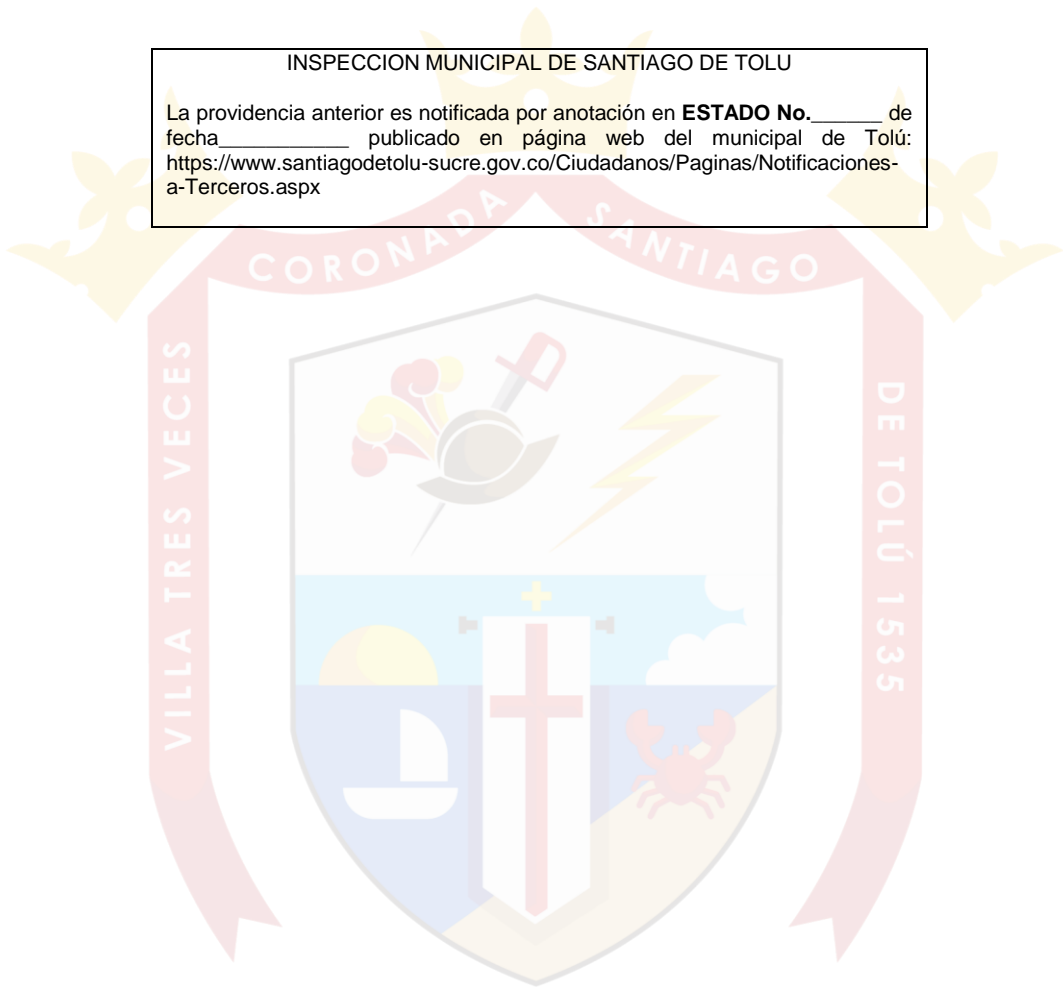 INSPECCION MUNICIPAL DE SANTIAGO DE TOLU
La providencia anterior es notificada por anotación en ESTADO No.______ de
fecha___________ publicado en página web del municipal de Tolú:
https://www.santiagodetolu-sucre.gov.co/Ciudadanos/Paginas/Notificaciones-
a-Terceros.aspx
CORONADA SANTIAGO
VILLA TRES VECES
DE TOLÚ 1535